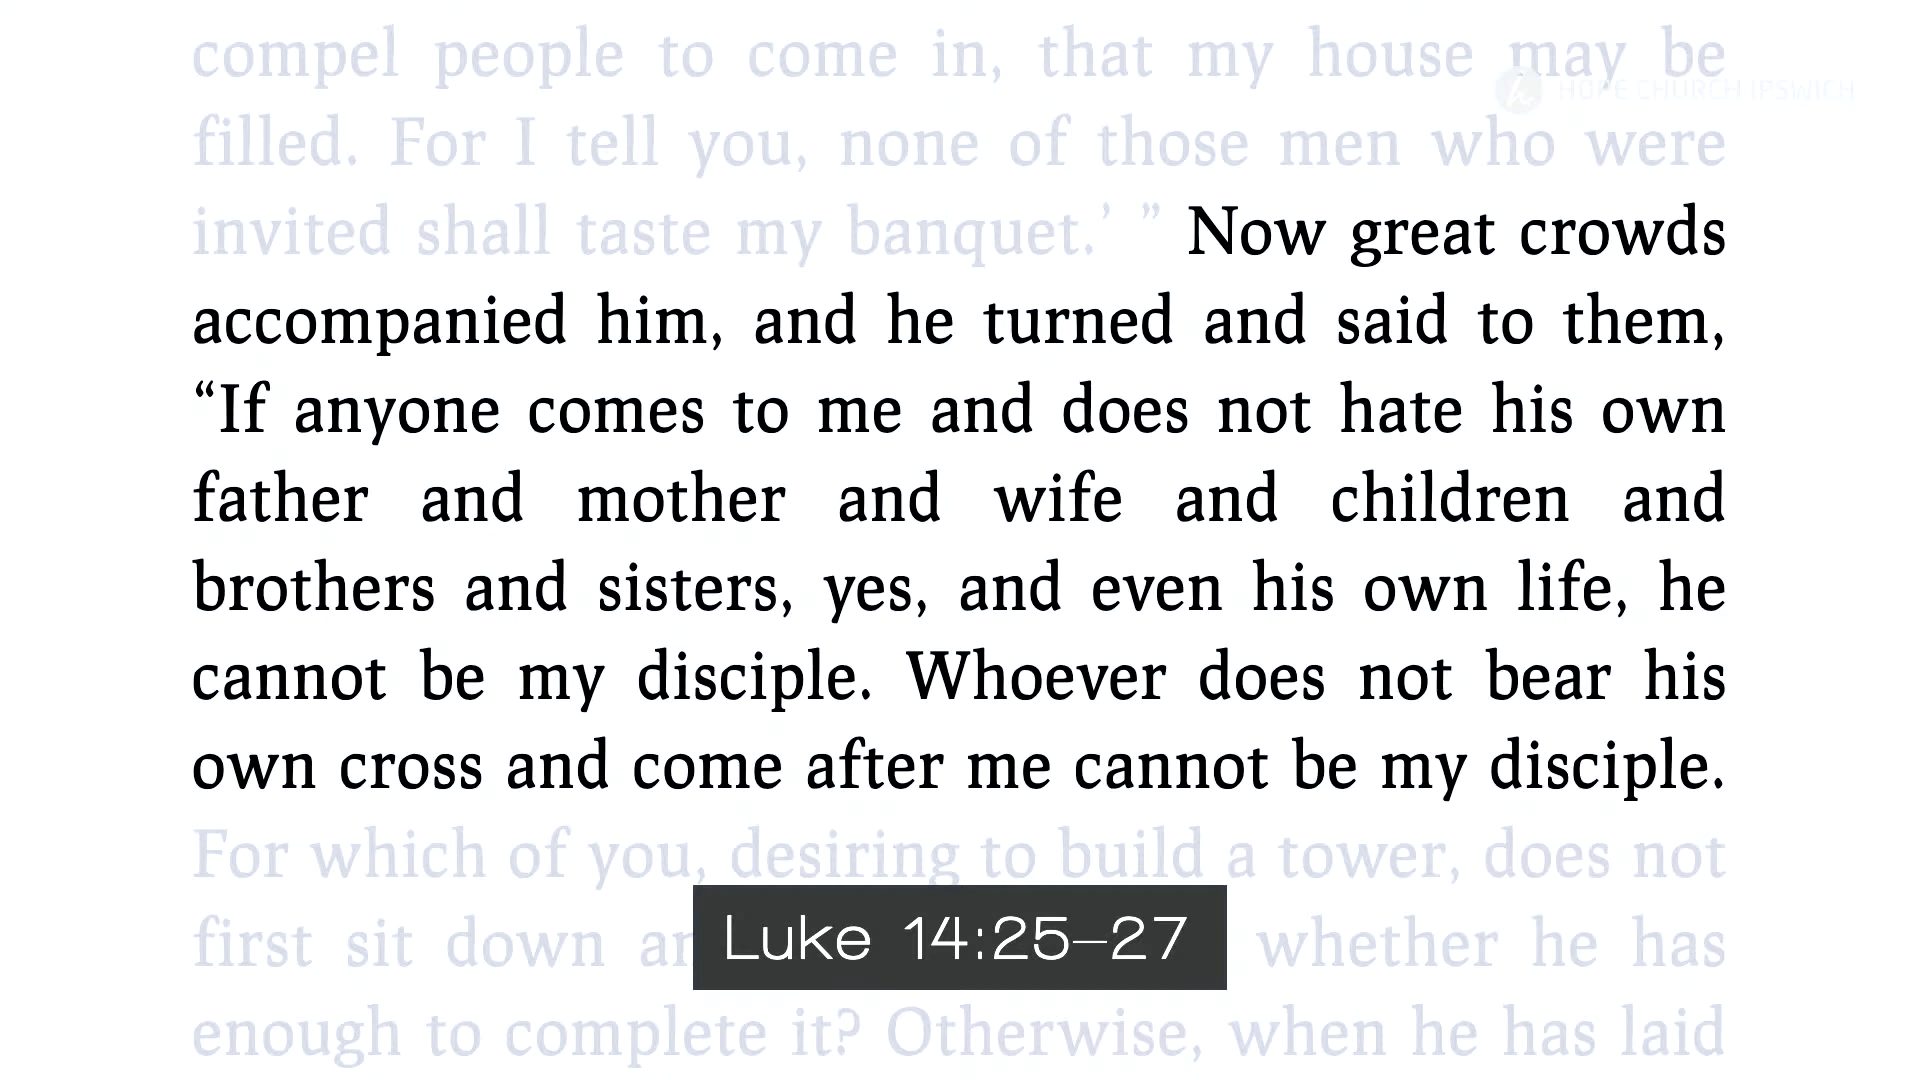 compel people to come in, that my house may be
HOPE CHURCH IPSWICH
filled. For I tell you, none of those men who were
invited shall taste my banquet.’ ” Now great crowds
accompanied him, and he turned and said to them,
“If anyone comes to me and does not hate his own
father and mother and wife and children and
brothers and sisters, yes, and even his own life, he
cannot be my disciple. Whoever does not bear his
own cross and come after me cannot be my disciple.
For which of you, desiring to build a tower, does not
first sit down whether he has
Luke 14:25–27
enough to complete it? Otherwise, when he has laid